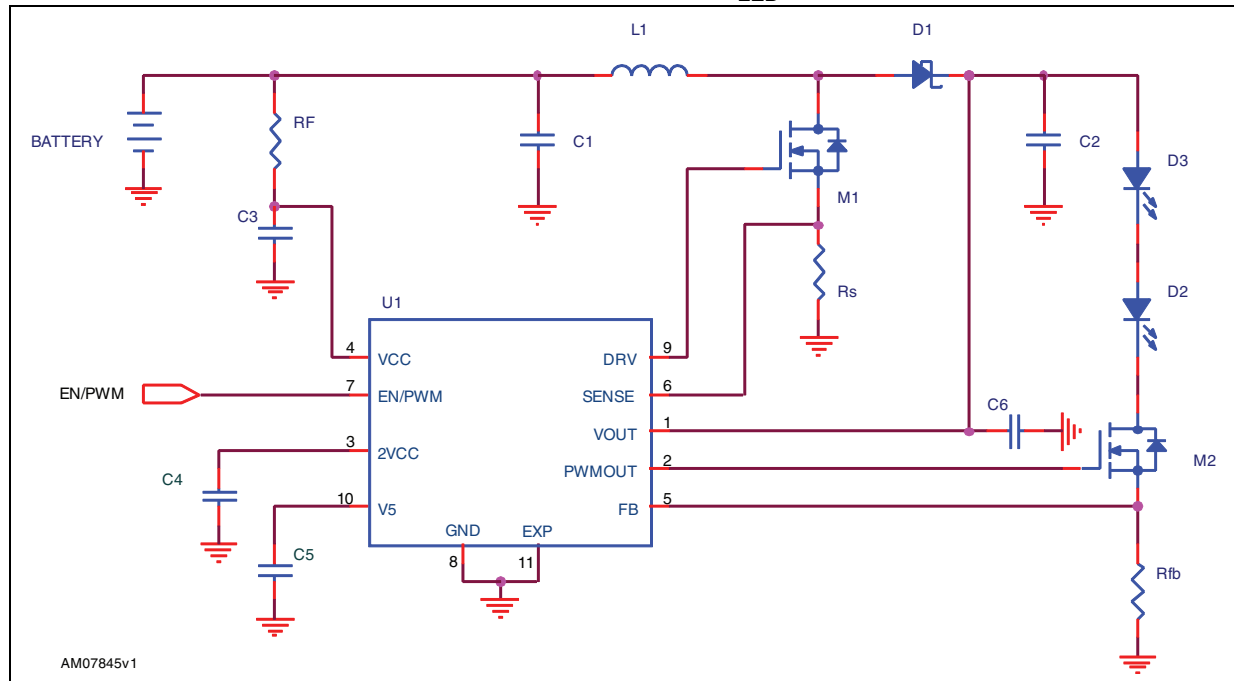 L1
D1
BATTERY
RF
C1
C2
D3
M1
C3
Rs
D2
U1
4
VCC
DRV
9
EN/PWM
7
EN/PWM
SENSE
6
VOUT
1
C6
3
2VCC
PWMOUT
2
M2
C4
10
V5
FB
5
GND
EXP
8
11
C5
Rfb
AM07845v1